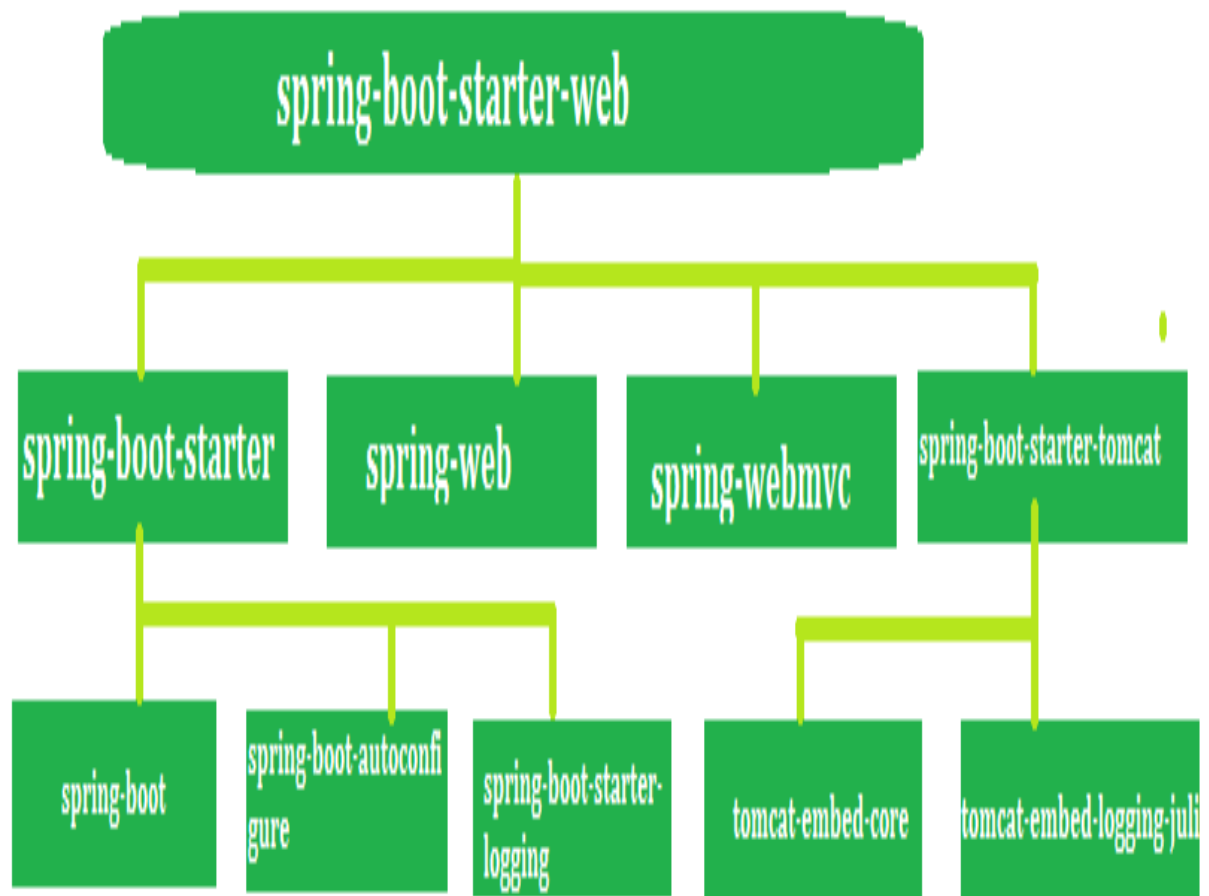 spring-boot-starter-web
spring-boot-starter
spring-web
spring-webmvc
spring-boot-starter-tomcat
spring-boot
spring-boot-autoconfi
gure
spring-boot-starter-
logging
tomcat-embed-core
tomcat-embed-logging-juli